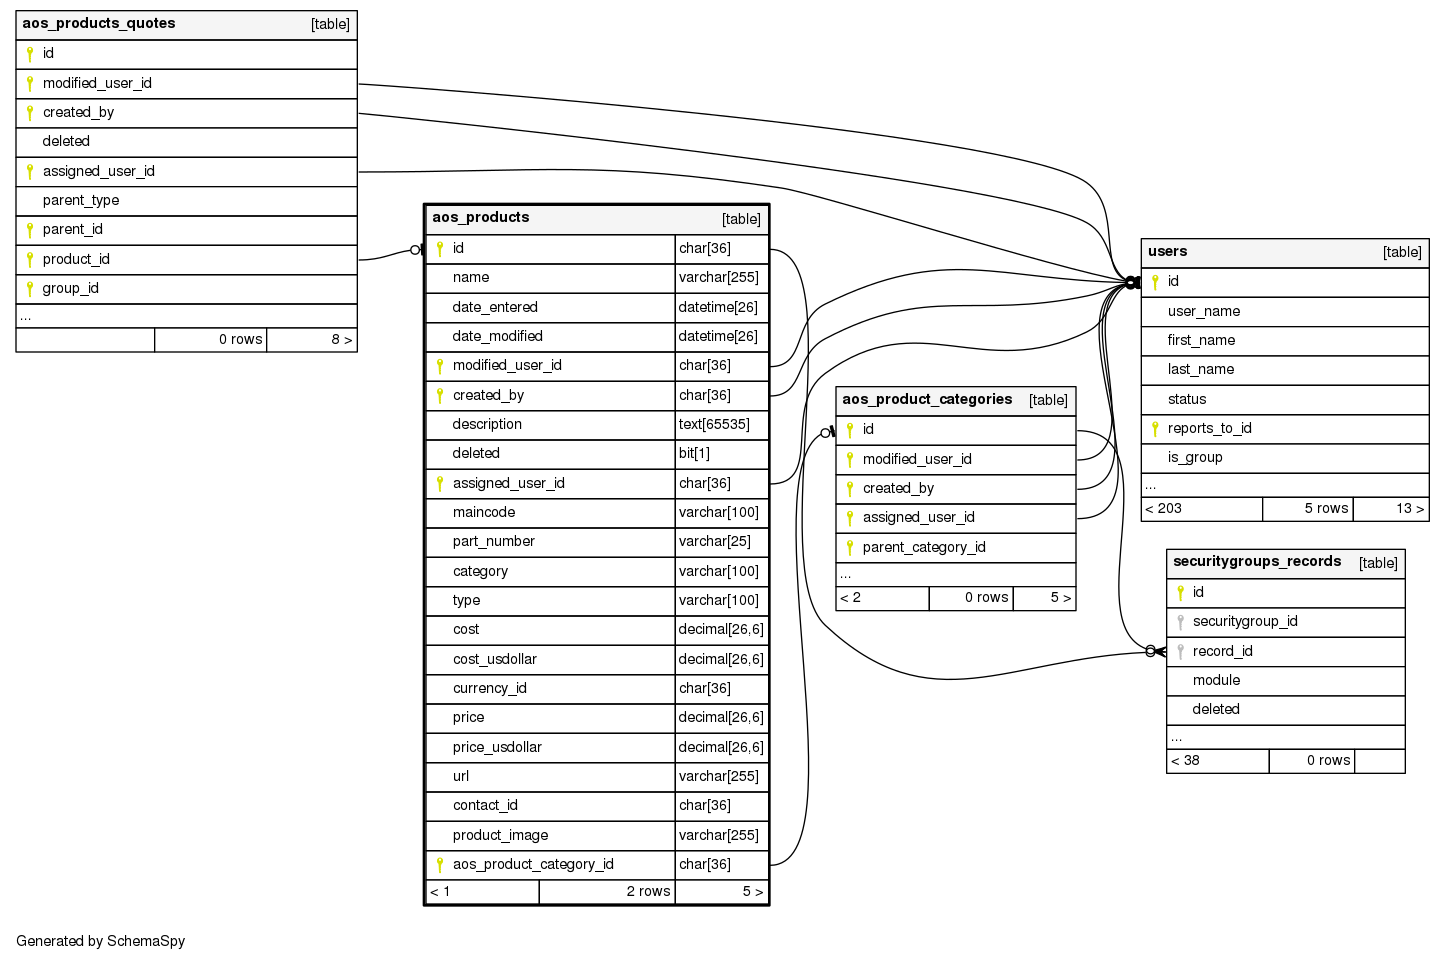 aos_products_quotes [table]
id
modified_user_id
created_by
deleted
assigned_user_id
parent_type
parent_id
product_id
group_id
...
0 rows 8 >
aos_products [table]
id char[36]
name varchar[255]
date_entered datetime[26]
date_modified datetime[26]
modified_user_id char[36]
created_by char[36]
description text[65535]
deleted bit[1]
assigned_user_id char[36]
maincode varchar[100]
part_number varchar[25]
category varchar[100]
type varchar[100]
cost decimal[26,6]
cost_usdollar decimal[26,6]
currency_id char[36]
price decimal[26,6]
price_usdollar decimal[26,6]
url varchar[255]
contact_id char[36]
product_image varchar[255]
aos_product_category_id char[36]
< 1 2 rows 5 >
aos_product_categories [table]
id
modified_user_id
created_by
assigned_user_id
parent_category_id
...
< 2 0 rows 5 >
users [table]
id
user_name
first_name
last_name
status
reports_to_id
is_group
...
< 203 5 rows 13 >
securitygroups_records [table]
id
securitygroup_id
record_id
module
deleted
...
< 38 0 rows
Generated by SchemaSpy